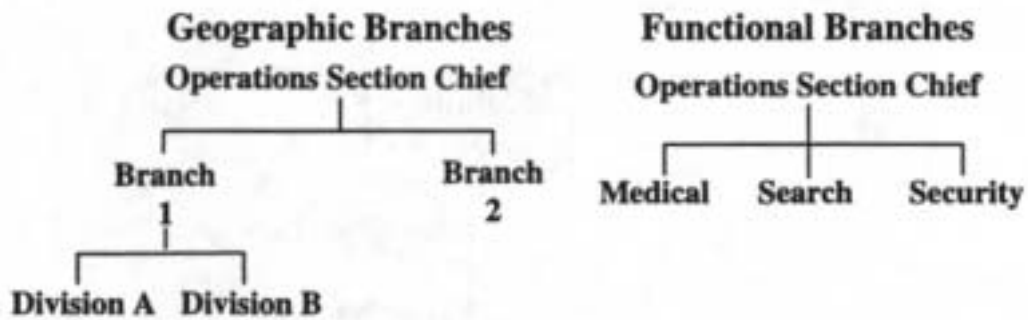 Geographic Branches
Operations Section Chief
Branch 1
Branch 2
Division A
Division B
Functional Branches
Operations Section Chief
Medical
Search
Security